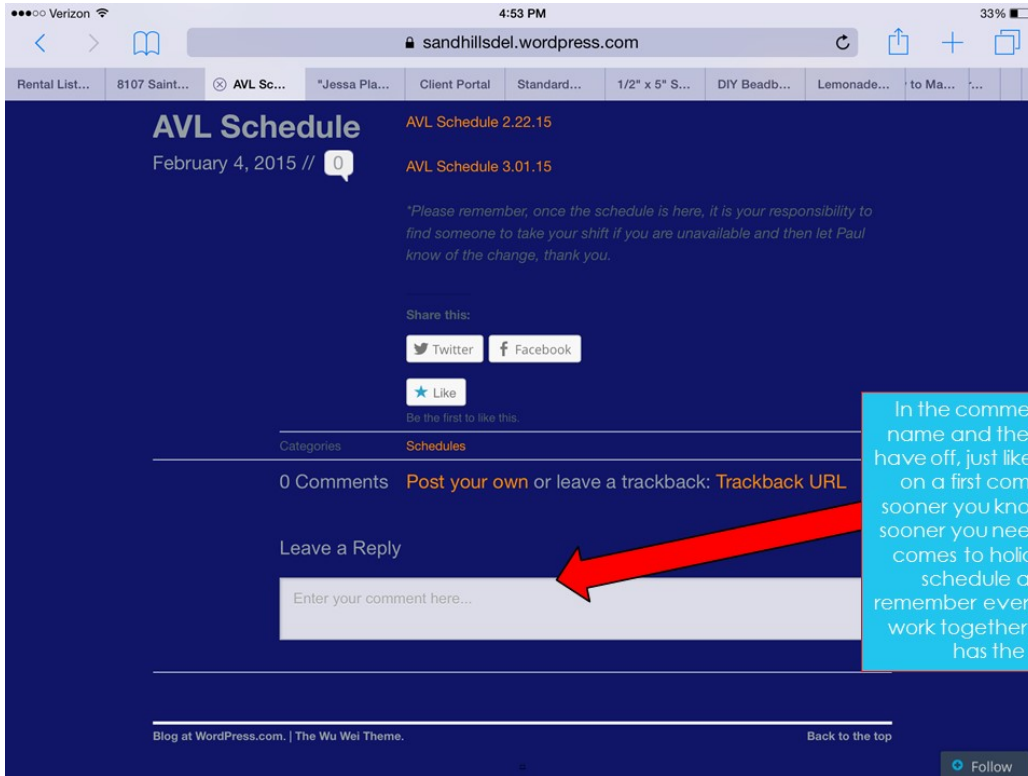 Verizon 4:53 PM 33%
sandhillsdel.wordpress.com
Rental List... 8107 Saint... AVL Sc... "Jessa Pla... Client Portal Standard... 1/2" x 5" S... DIY Beadb... Lemonade... to Ma...
AVL Schedule
February 4, 2015 // 0
AVL Schedule 2.22.15
AVL Schedule 3.01.15
*Please remember, once the schedule is here, it is your responsibility to
find someone to take your shift if you are unavailable and then let Paul
know of the change, thank you.
Share this:
Twitter Facebook
Like
Be the first to like this.
Categories Schedules
0 Comments Post your own or leave a trackback: Trackback URL
Leave a Reply
Enter your comment here...
In the comme
name and the
have off, just like
on a first com
sooner you kno
sooner you nee
comes to holid
schedule a
remember ever
work together
has the
Blog at WordPress.com. | The Wu Wei Theme. Back to the top
Follow